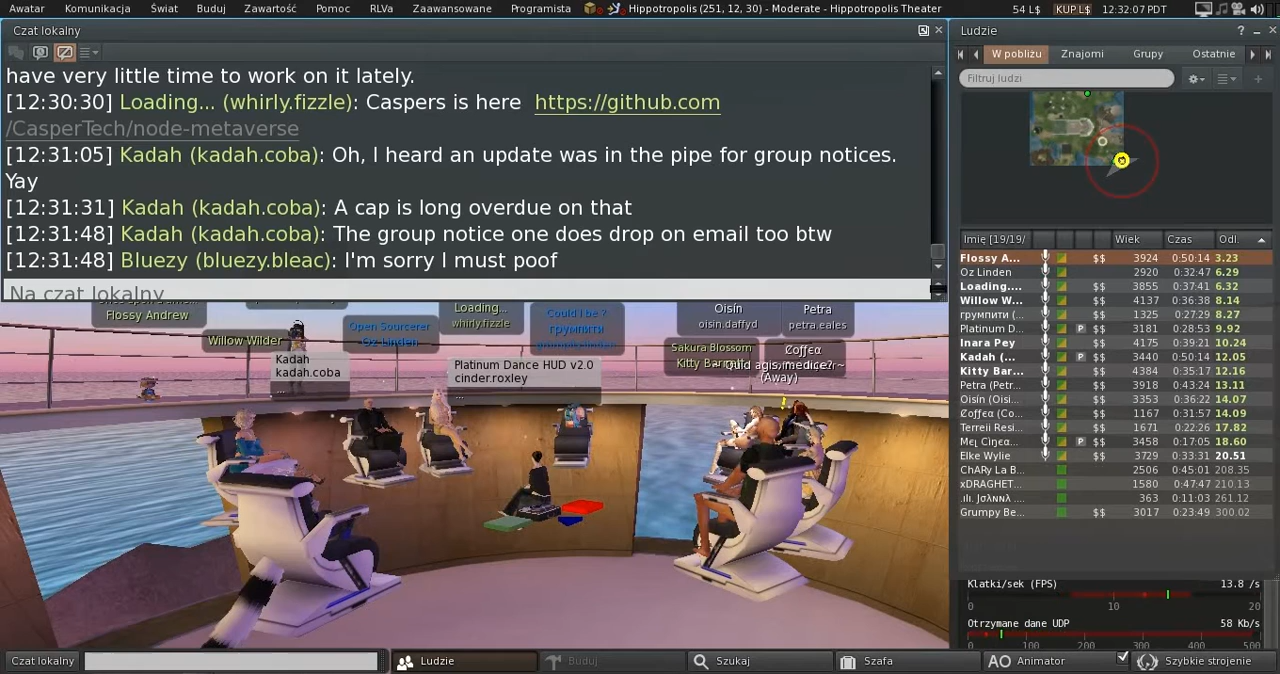 Awatar Komunikacja Świat Buduj Zawartość Pomoc RLVa Zaawansowane Programista Hippotropolis (251, 12, 30) - Moderate - Hippotropolis Theater 54 L$ KUP L$ 12:32:07 PDT
Czat lokalny
have very little time to work on it lately.
[12:30:30] Loading... (whirly.fizzle): Caspers is here https://github.com
/CasperTech/node-metaverse
[12:31:05] Kadah (kadah.coba): Oh, I heard an update was in the pipe for group notices.
Yay
[12:31:31] Kadah (kadah.coba): A cap is long overdue on that
[12:31:48] Kadah (kadah.coba): The group notice one does drop on email too btw
[12:31:48] Bluezy (bluezy.bleac): I'm sorry I must poof
Na czat lokalny
Flossy Andrew
Willow Wilder
Kadah
kadah.coba
...
Open Sourcerer
Oz Linden
Loading...
whirly.fizzle
Platinum Dance HUD v2.0
cinder.roxley
...
Could I be ?
грумпити
Oisín
oisin.daffyd
Petra
petra.eales
Sakura Blossom
Kitty Barnett
Coƒƒєα
(Away)
Ludzie
W pobliżu Znajomi Grupy Ostatnie
Filtruj ludzi
Imię [19/19/ Wiek Czas Odl.
Flossy A... $$ 3924 0:50:14 3.23
Oz Linden 2920 0:32:47 6.29
Loading.... $$ 3855 0:37:41 6.32
Willow W... $$ 4137 0:36:38 8.14
грумпити ( $$ 1325 0:27:29 8.27
Platinum D... P $$ 3181 0:28:53 9.92
Inara Pey $$ 4175 0:39:21 10.24
Kadah (... P $$ 3440 0:50:14 12.05
Kitty Bar... $$ 4384 0:35:17 12.16
Petra (Petr... $$ 3918 0:43:24 13.11
Oisín (Oisi... $$ 3353 0:36:22 14.07
(Co... $$ 1167 0:31:57 14.09
Terreii Resi... $$ 1671 0:22:26 17.82
P $$ 3458 0:17:05 18.60
Elke Wylie $$ 3729 0:33:31 20.51
ChARy La B... 2506 0:45:01 208.35
xDRAGHET... 1580 0:47:47 210.13
363 0:11:03 261.12
Grumpy Be... $$ 3017 0:23:49 300.02
Klatki/sek (FPS) 13.8 /s
0 10 20
Otrzymane dane UDP 58 Kb/s
0 100 200 300 400 500
Czat lokalny Ludzie Buduj Szukaj Szafa AO Animator Szybkie strojenie